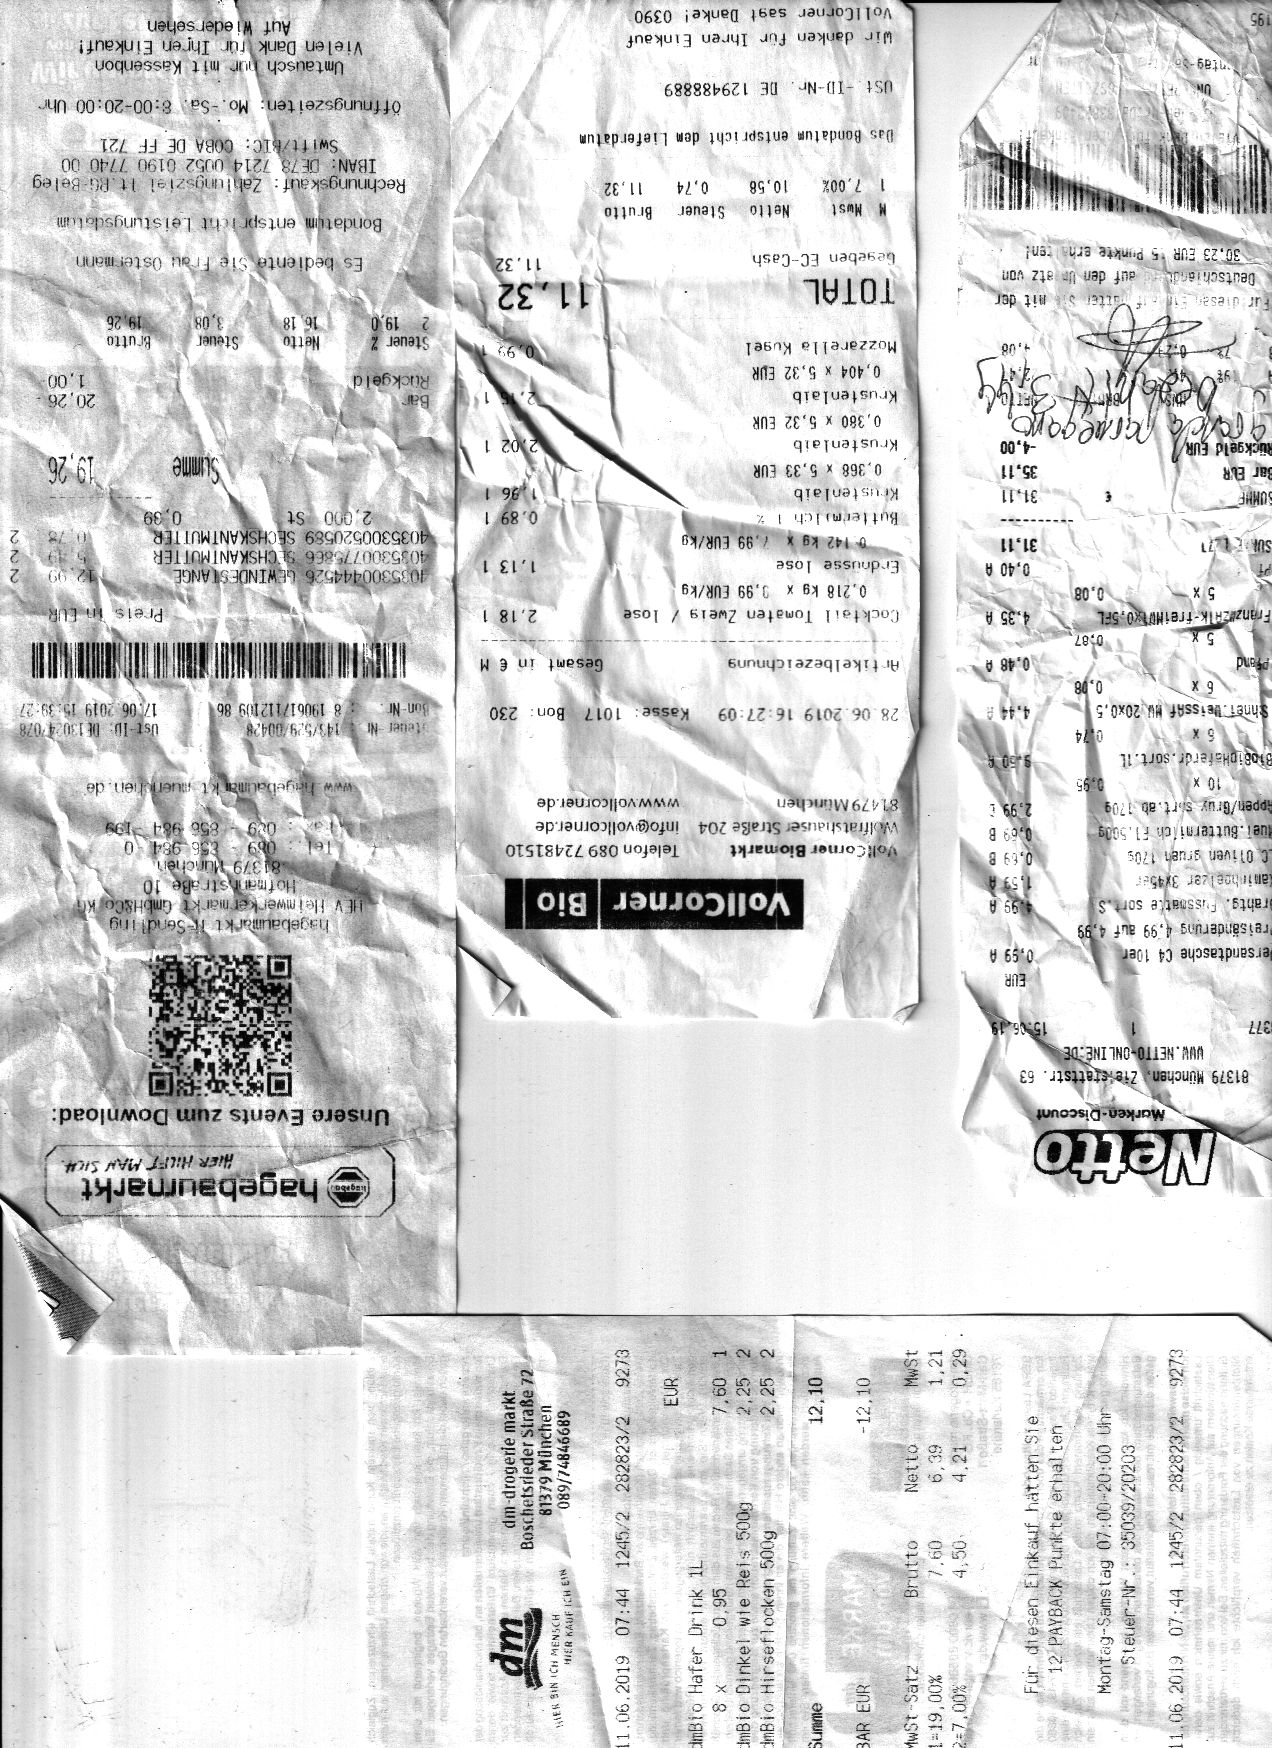 hagebaumarkt
HIER HILFT MAN SICH.
Unsere Events zum Download:
hagebaumarkt M-Sendling
HEV Heimwerkermarkt GmbH&Co KG
Hofmannstraße 10
81379 München
Tel : 089 - 856 984 - 0
Fax : 089 - 856 984 -199
www.hagebaumarkt-muenchen.de
Steuer-Nr : 143/529/00428 Ust-ID: DE130247078
Bon-Nr. : 8 19061/112109 86 17.06.2019 15:39:27
Preis in EUR
4035300444526 GEWINDESTANGE 12,99 2
4035300775866 SECHSKANTMUTTER 5,49 2
4035300520589 SECHSKANTMUTTER 0,78 2
2,000 St 0,39
Summe 19,26
Bar 20,26 -
Rückgeld 1,00
Steuer % Netto Steuer Brutto
2 19,0 16,18 3,08 19,26
Es bediente Sie Frau Ostermann
Bondatum entspricht Leistungsdatum
Rechnungskauf: Zahlungsziel lt RG-Beleg
IBAN: DE78 7214 0052 0190 7740 00
Swift/BIC: COBA DE FF 721
Öffnungszeiten: Mo.-Sa. 8:00-20:00 Uhr
Umtausch nur mit Kassenbon
Vielen Dank für Ihren Einkauf!
Auf Wiedersehen
VollCorner Bio
VollCorner Biomarkt Telefon 089 72481510
Wolfratshauser Straße 204 info@vollcorner.de
81479 München www.vollcorner.de
28.06.2019 16:27:09 Kasse: 1017 Bon: 230
Artikelbezeichnung Gesamt in € M
Cocktail Tomaten Zweig / lose 2,18 1
0,218 kg x 9,99 EUR/kg
Erdnüsse lose 1,13 1
0,142 kg x 7,99 EUR/kg
Buttermilch 1 % 0,89 1
Krustenlaib 1,96 1
0,368 x 5,33 EUR
Krustenlaib 2,02 1
0,380 x 5,32 EUR
Krustenlaib 2,15 1
0,404 x 5,32 EUR
Mozzarella Kugel 0,99 1
TOTAL 11,32
Gegeben EC-Cash 11,32
M Mwst Netto Steuer Brutto
1 7,00% 10,58 0,74 11,32
Das Bondatum entspricht dem Lieferdatum
USt.-ID-Nr. DE 129488889
Wir danken für Ihren Einkauf
VollCorner sagt Danke! 0390
Netto
Marken-Discount
81379 München, Zielstattstr. 63
WWW.NETTO-ONLINE.DE
377 1 15.06.19
EUR
Versandtasche C4 10er 0,59 A
Preisänderung 4,99 auf 4,99
Drahts. Fussmatte sort.S 4,99 A
Kaminhoelzer 3x45er 1,59 A
Oliven gruen 170g 0,69 B
Muel.Buttermilch Fl.500g 0,69 B
Appen/Gruy sort.ab 170g 2,99
10 x 0,95
BioBioHaferdr.sort.1L 9,50 A
6 x 0,74
Schnei.WeissAf MW 20x0,5 4,44 A
6 x 0,08
Pfand 0,48 A
5 x 0,87
Franz.WZAlk-freiMW1x0,5FL 4,35 A
5 x 0,08
0,40 A
31,11
SUMME € 31,11
Bar EUR 35,11
Rückgeld EUR -4,00
Für diesen Einkauf hätten Sie mit der
Deutschlandcard auf den Umsatz von
30,23 EUR 15 Punkte erhalten!
dm
HIER BIN ICH MENSCH
HIER KAUF ICH EIN
dm-drogerie markt
Boschetsrieder Straße 72
81379 München
089/74846689
11.06.2019 07:44 1245/2 282823/2 9273
EUR
dmBio Hafer Drink 1L
8 x 0,95 7,60 1
dmBio Dinkel wie Reis 500g 2,25 2
dmBio Hirseflocken 500g 2,25 2
Summe 12,10
BAR EUR -12,10
MwSt-Satz Brutto Netto MwSt
1=19,00% 7,60 6,39 1,21
2=7,00% 4,50 4,21 0,29
Für diesen Einkauf hätten Sie
12 PAYBACK Punkte erhalten
Montag-Samstag 07:00-20:00 Uhr
Steuer-Nr.: 35039/20203
11.06.2019 07:44 1245/2 282823/2 9273